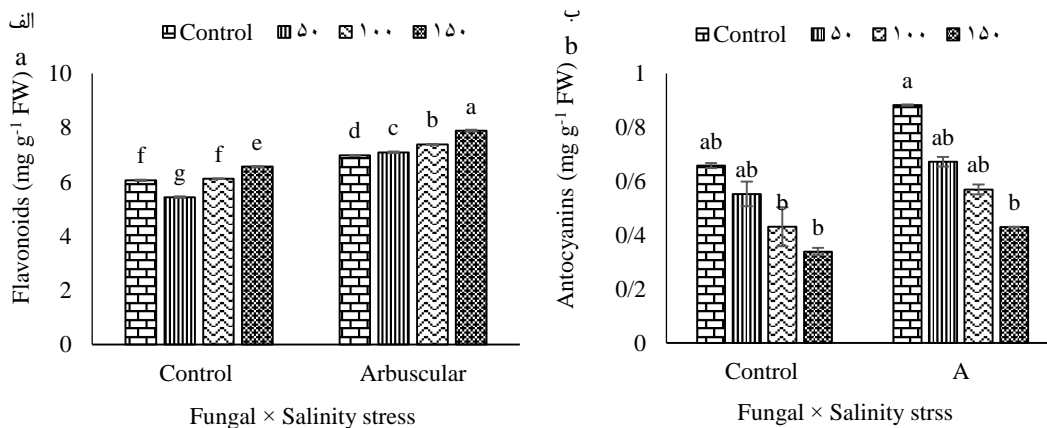 الف
a
Control ۵۰ ۱۰۰ ۱۵۰
Flavonoids (mg g-1 FW)
10
8
6
4
2
0
f g f e d c b a
Control Arbuscular
Fungal × Salinity stress
ب
b
Control ۵۰ ۱۰۰ ۱۵۰
Antocyanins (mg g-1 FW)
1
0/8
0/6
0/4
0/2
0
ab ab b b a ab ab b
Control A
Fungal × Salinity strss